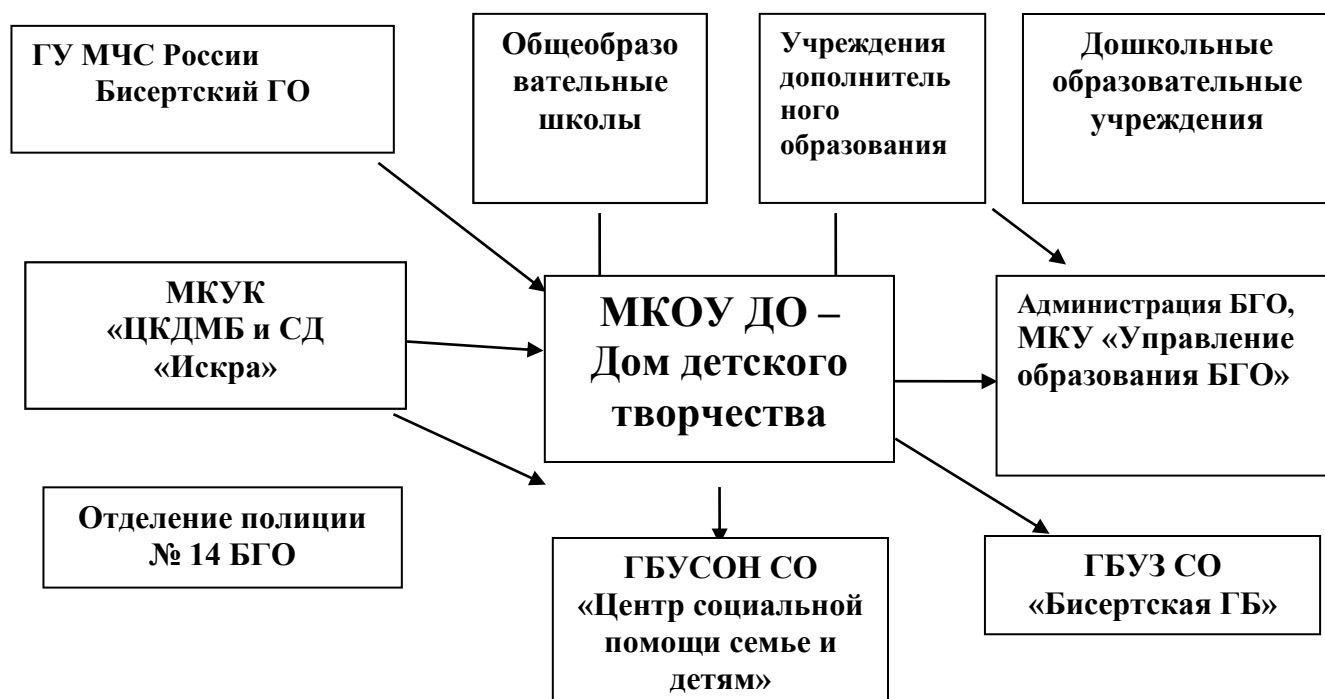 ГУ МЧС России
Бисертский ГО
Общеобразо
вательные
школы
Учреждения
дополнитель
ного
образования
Дошкольные
образовательные
учреждения
МКУК
«ЦКДМБ и СД
«Искра»
МКОУ ДО –
Дом детского
творчества
Администрация БГО,
МКУ «Управление
образования БГО»
Отделение полиции
№ 14 БГО
ГБУСОН СО
«Центр социальной
помощи семье и
детям»
ГБУЗ СО
«Бисертская ГБ»